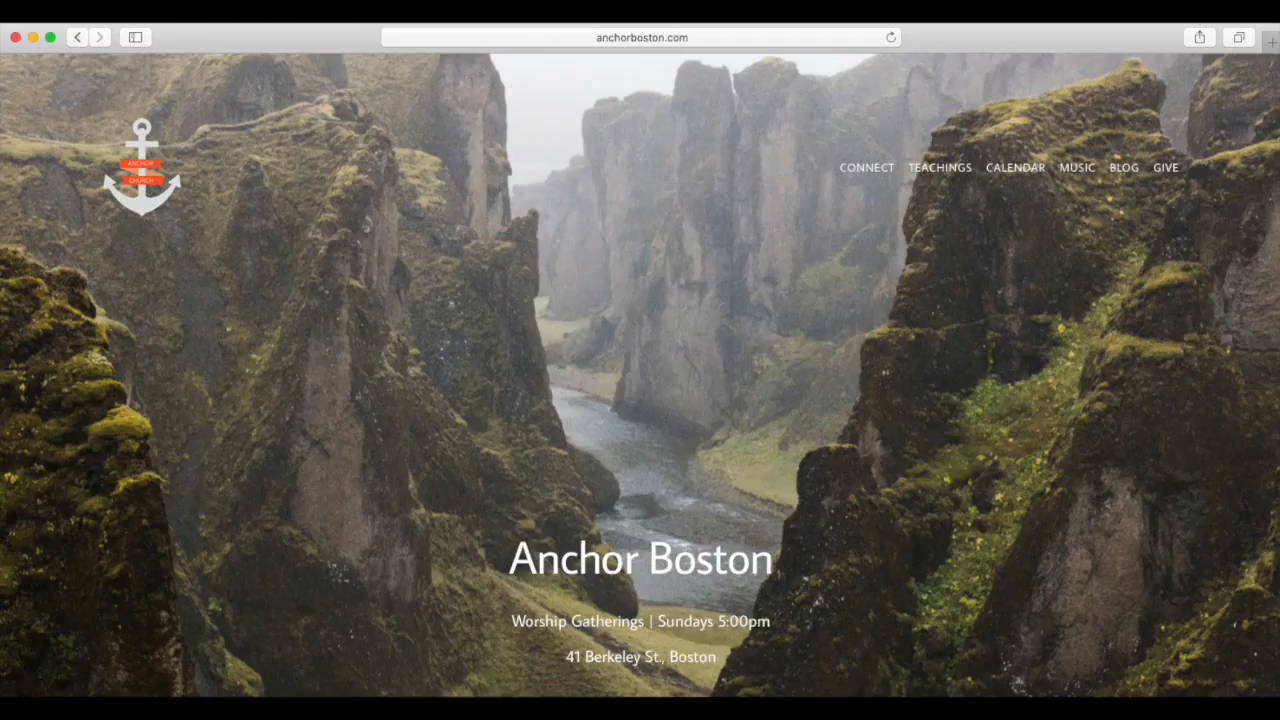 anchorboston.com
ANCHOR
CHURCH
CONNECT TEACHINGS CALENDAR MUSIC BLOG GIVE
Anchor Boston
Worship Gatherings | Sundays 5:00pm
41 Berkeley St., Boston